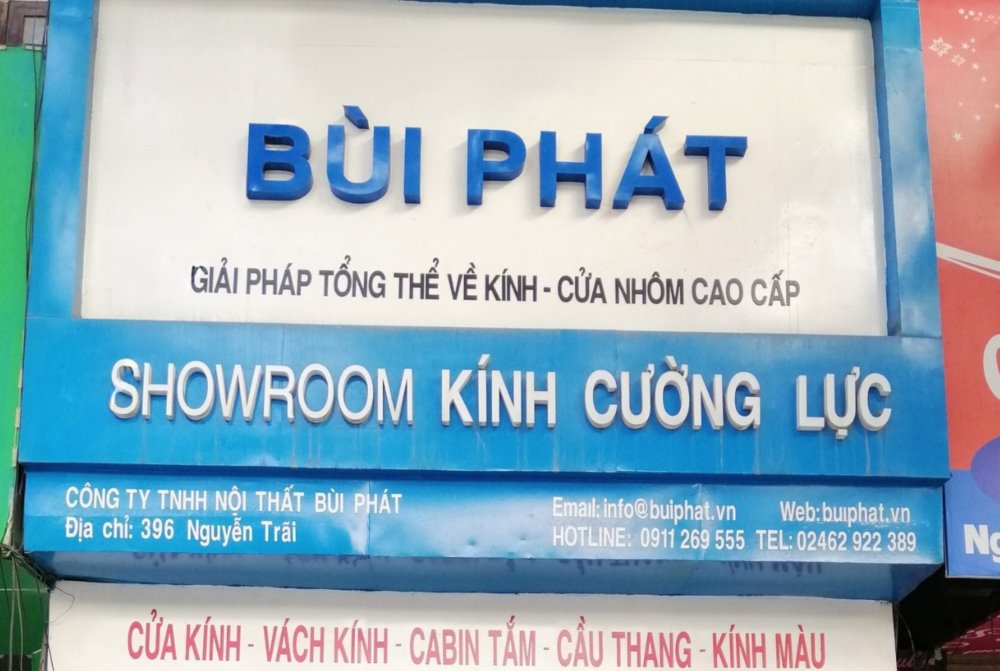 BÙI PHÁT
GIẢI PHÁP TỔNG THỂ VỀ KÍNH - CỬA NHÔM CAO CẤP
SHOWROOM KÍNH CƯỜNG LỰC
CÔNG TY TNHH NỘI THẤT BÙI PHÁT
Email: info@buiphat.vn Web: buiphat.vn
Địa chỉ: 396 Nguyễn Trãi
HOTLINE: 0911 269 555 TEL: 02462 922 389
CỬA KÍNH - VÁCH KÍNH - CABIN TẮM - CẦU THANG - KÍNH MÀU